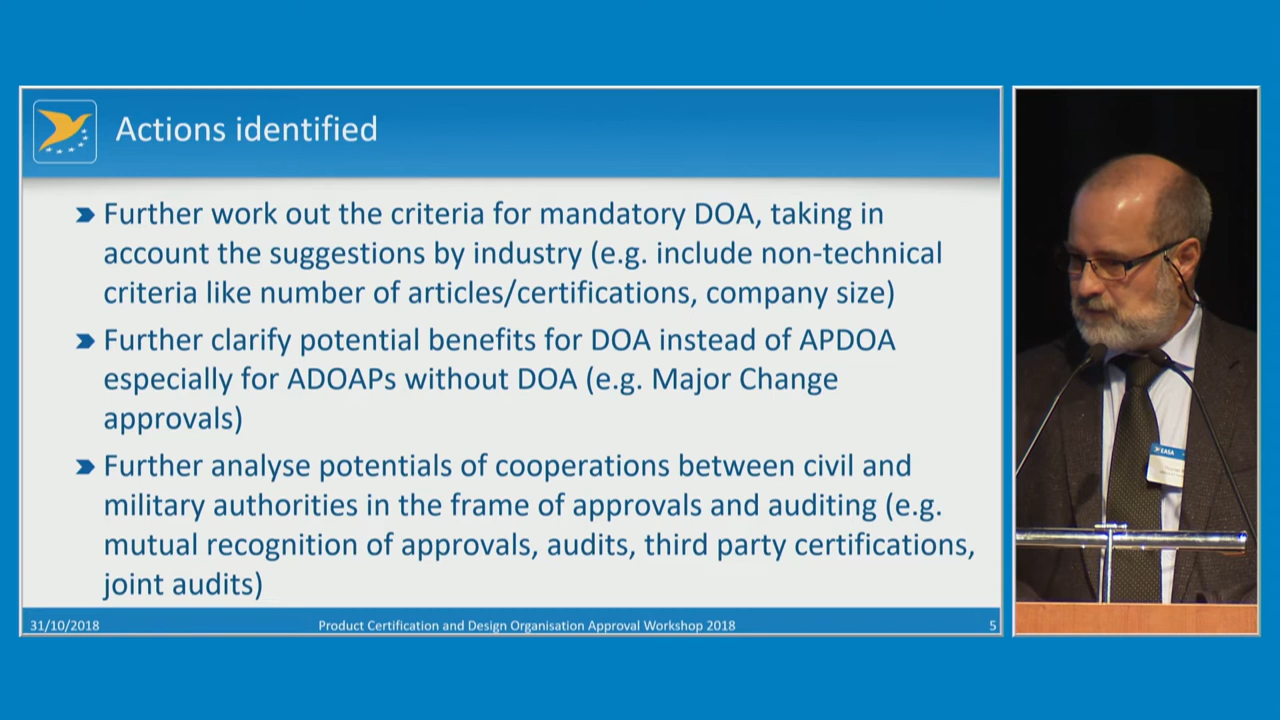 Actions identified
Further work out the criteria for mandatory DOA, taking in
account the suggestions by industry (e.g. include non-technical
criteria like number of articles/certifications, company size)
Further clarify potential benefits for DOA instead of APDOA
especially for ADOAPs without DOA (e.g. Major Change
approvals)
Further analyse potentials of cooperations between civil and
military authorities in the frame of approvals and auditing (e.g.
mutual recognition of approvals, audits, third party certifications,
joint audits)
31/10/2018
Product Certification and Design Organisation Approval Workshop 2018
5
EASA